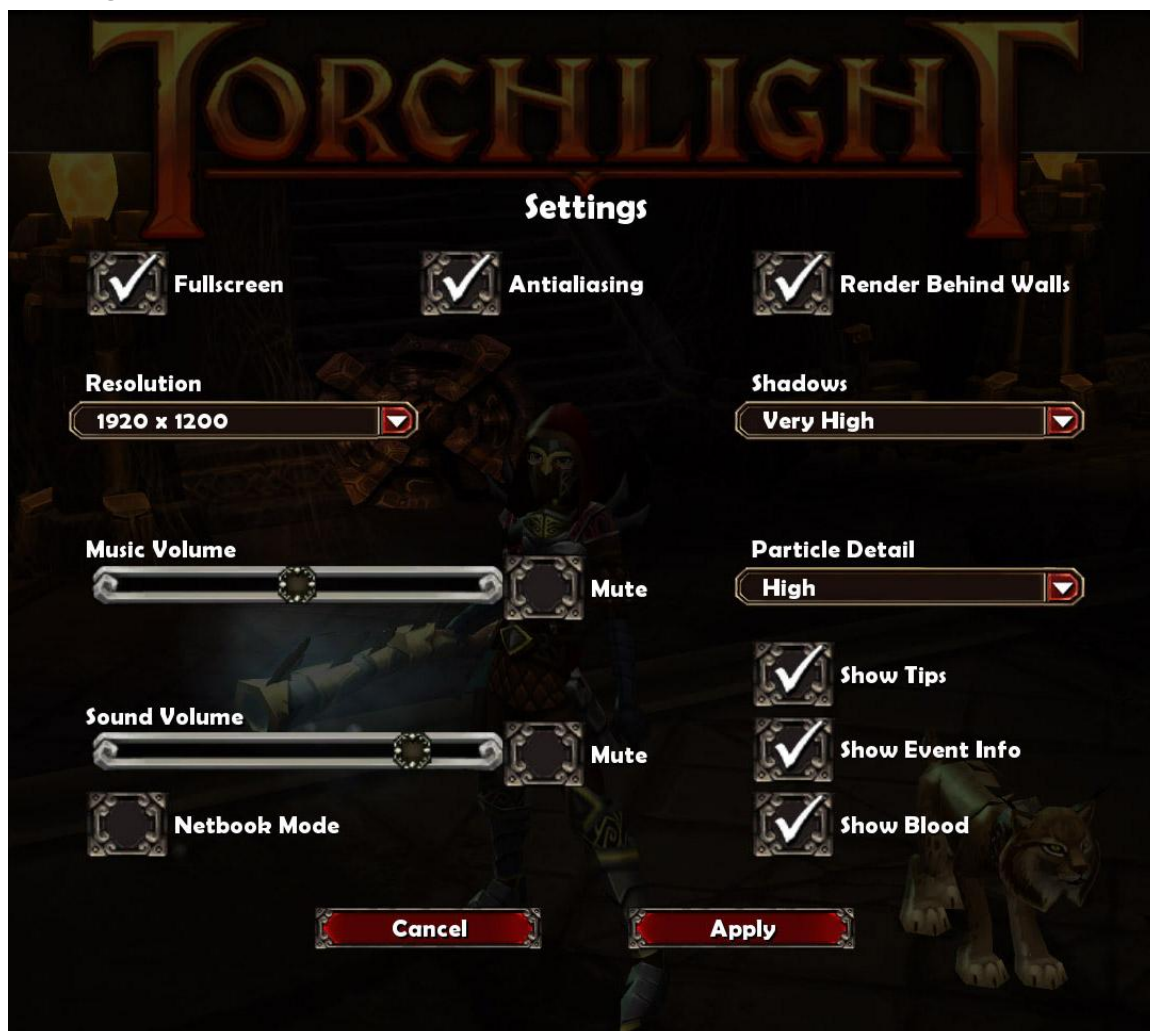 TORCHLIGHT
Settings
Fullscreen
Antialiasing
Render Behind Walls
Resolution
1920 x 1200
Shadows
Very High
Music Volume
Mute
Particle Detail
High
Show Tips
Sound Volume
Mute
Show Event Info
Netbook Mode
Show Blood
Cancel
Apply